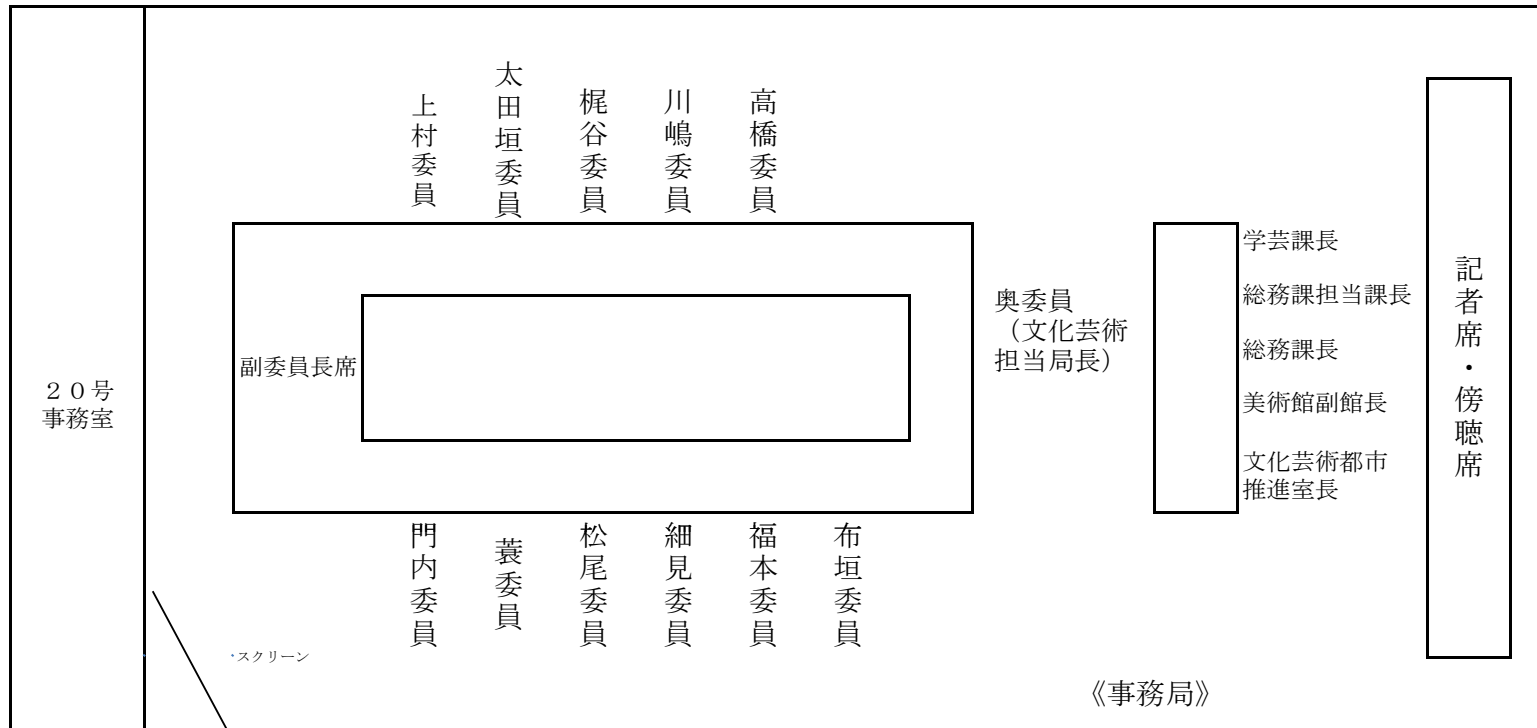 上村委員
太田垣委員
梶谷委員
川嶋委員
高橋委員
２０号
事務室
副委員長席
奥委員
（文化芸術
担当局長）
学芸課長
総務課担当課長
総務課長
美術館副館長
文化芸術都市
推進室長
記者席・傍聴席
門内委員
蓑委員
松尾委員
細見委員
福本委員
布垣委員
・スクリーン
《事務局》